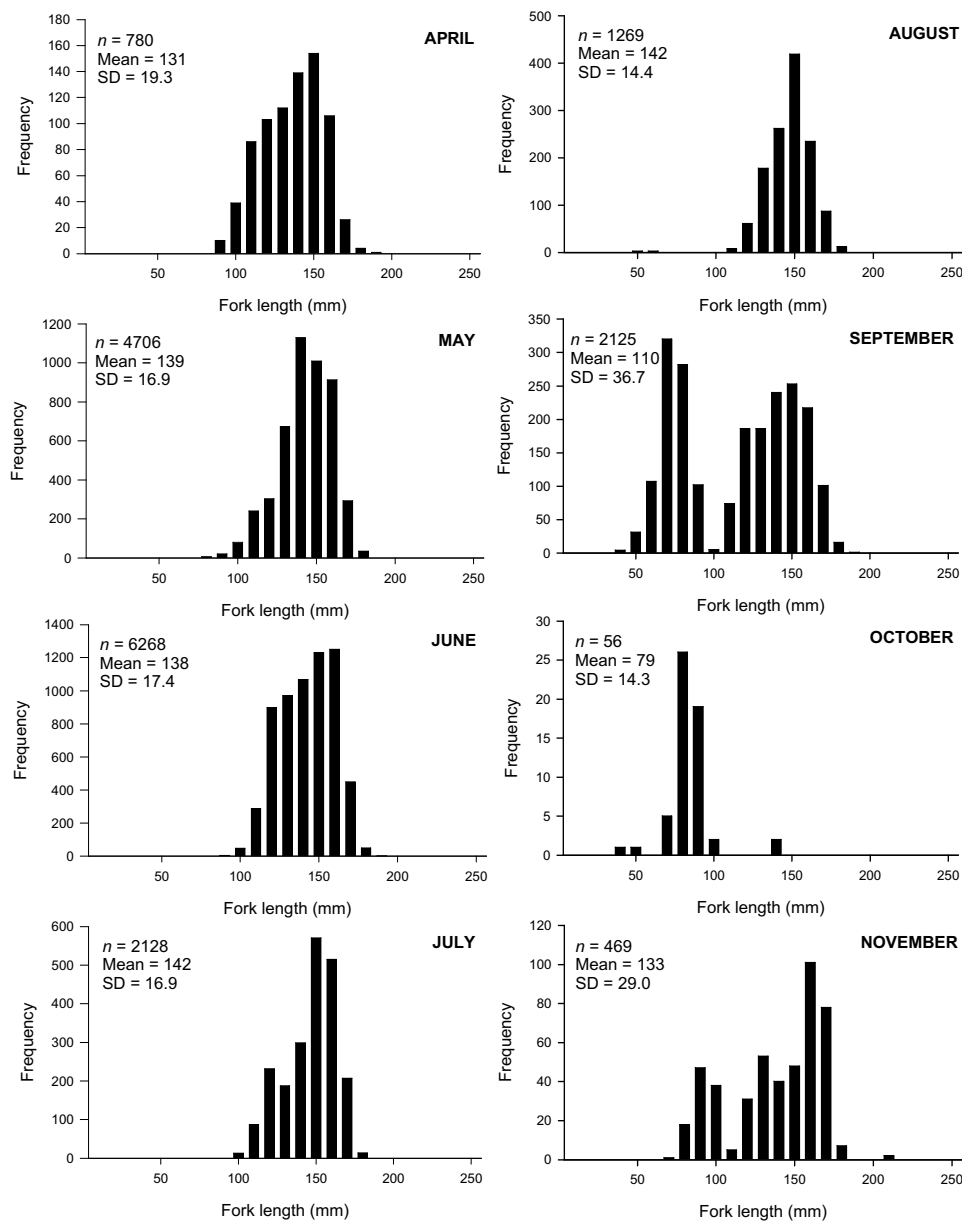 APRIL
n = 780
Mean = 131
SD = 19.3
Frequency
180
160
140
120
100
80
60
40
20
0
50 100 150 200 250
Fork length (mm)
AUGUST
n = 1269
Mean = 142
SD = 14.4
Frequency
500
400
300
200
100
0
50 100 150 200 250
Fork length (mm)
MAY
n = 4706
Mean = 139
SD = 16.9
Frequency
1200
1000
800
600
400
200
0
50 100 150 200 250
Fork length (mm)
SEPTEMBER
n = 2125
Mean = 110
SD = 36.7
Frequency
350
300
250
200
150
100
50
0
50 100 150 200 250
Fork length (mm)
JUNE
n = 6268
Mean = 138
SD = 17.4
Frequency
1400
1200
1000
800
600
400
200
0
50 100 150 200 250
Fork length (mm)
OCTOBER
n = 56
Mean = 79
SD = 14.3
Frequency
30
25
20
15
10
5
0
50 100 150 200 250
Fork length (mm)
JULY
n = 2128
Mean = 142
SD = 16.9
Frequency
600
500
400
300
200
100
0
50 100 150 200 250
Fork length (mm)
NOVEMBER
n = 469
Mean = 133
SD = 29.0
Frequency
120
100
80
60
40
20
0
50 100 150 200 250
Fork length (mm)